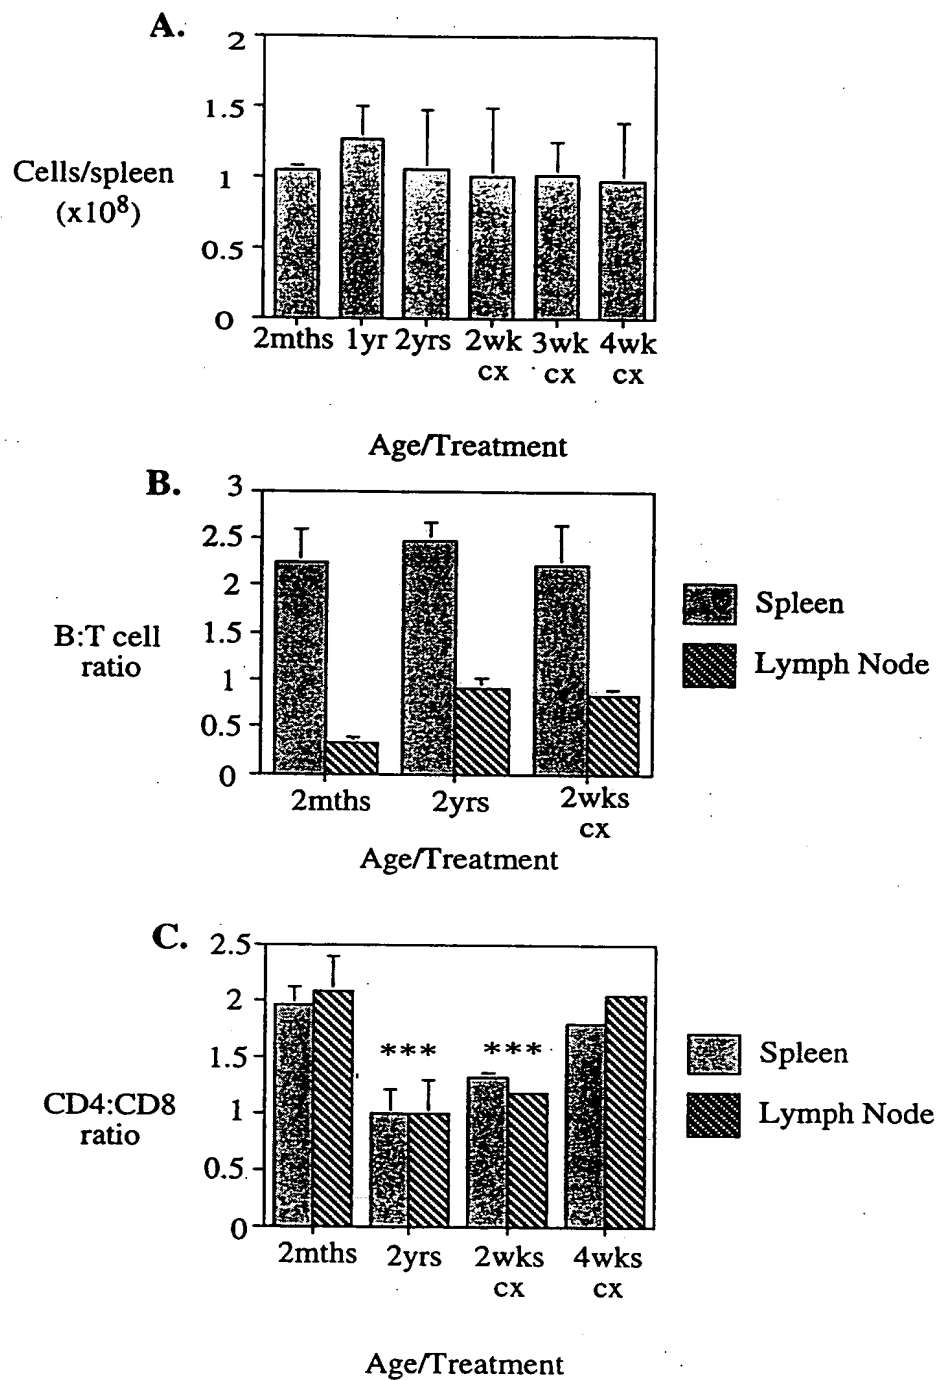 A.
2
1.5
1
0.5
0
Cells/spleen
(x10⁸)
2mths 1yr 2yrs 2wk 3wk 4wk
cx cx cx
Age/Treatment
B.
3
2.5
2
1.5
1
0.5
0
B:T cell
ratio
Spleen
Lymph Node
2mths 2yrs 2wks
cx
Age/Treatment
C.
2.5
2
1.5
1
0.5
0
CD4:CD8
ratio
*** ***
Spleen
Lymph Node
2mths 2yrs 2wks 4wks
cx cx
Age/Treatment